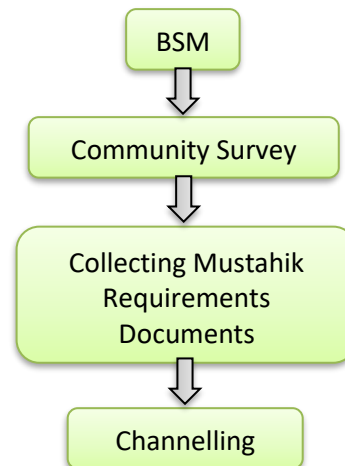 BSM
Community Survey
Collecting Mustahik
Requirements
Documents
Channelling